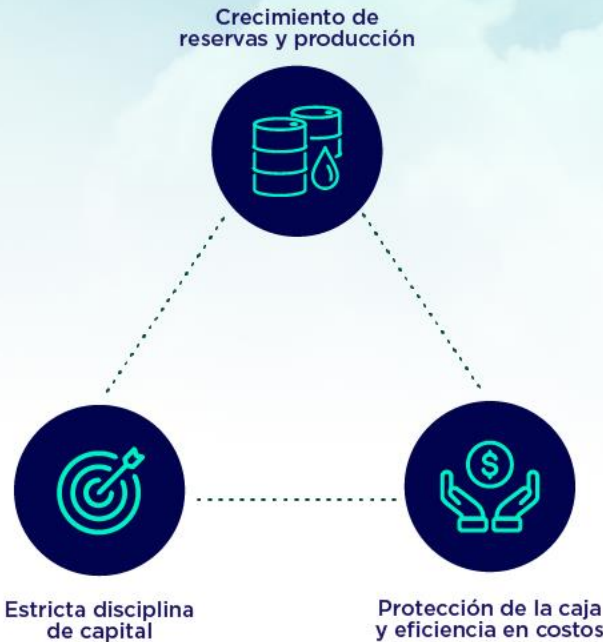 Crecimiento de
reservas y producción
$
Estricta disciplina
de capital
Protección de la caja
y eficiencia en costos